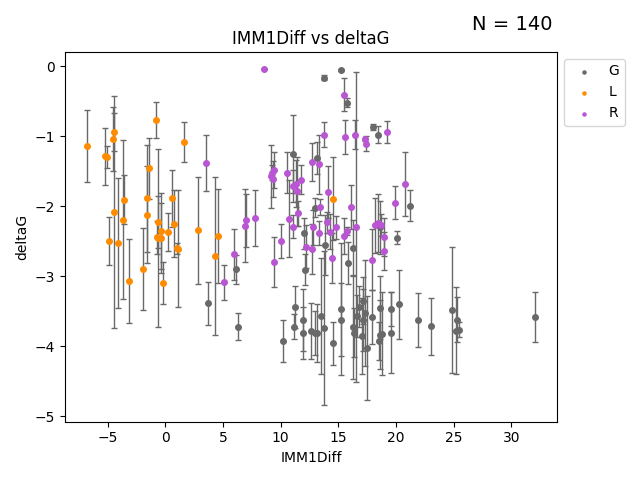 N = 140
IMM1Diff vs deltaG
G
L
R
deltaG
0
−1
−2
−3
−4
−5
−5 0 5 10 15 20 25 30
IMM1Diff